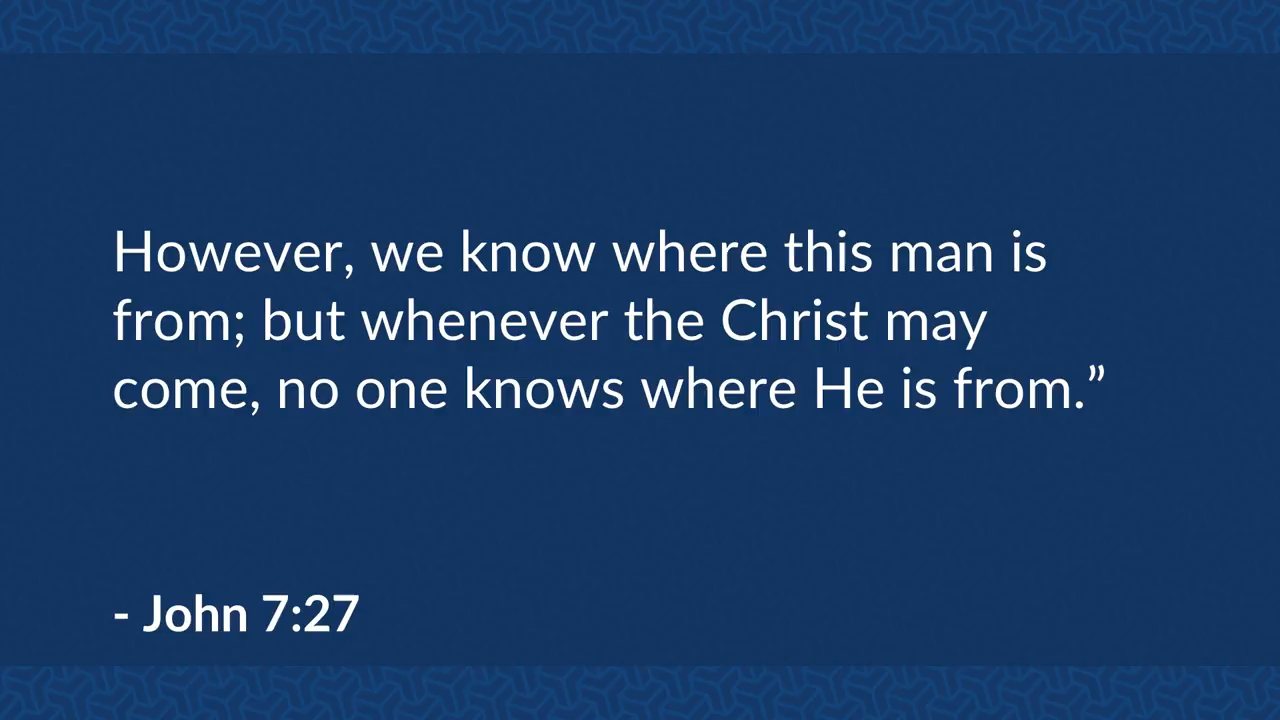 However, we know where this man is
from; but whenever the Christ may
come, no one knows where He is from.”
- John 7:27